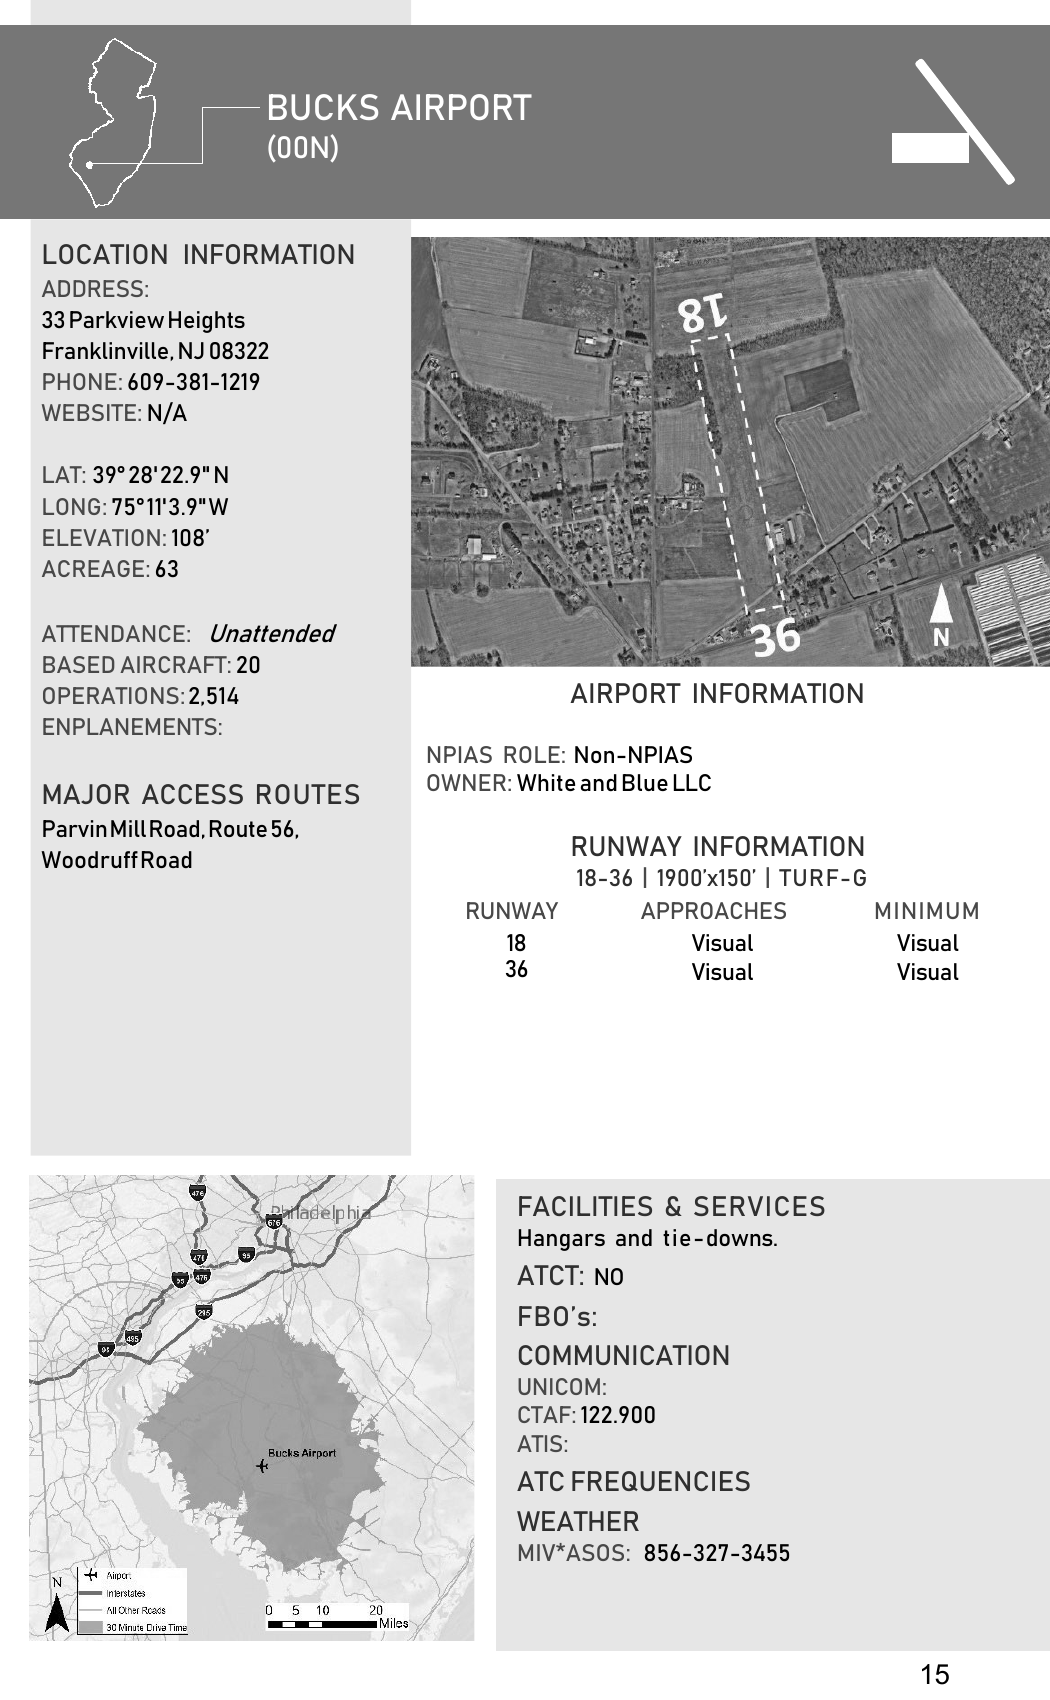 BUCKS AIRPORT
(00N)
LOCATION INFORMATION
ADDRESS:
33 Parkview Heights
Franklinville, NJ 08322
PHONE: 609-381-1219
WEBSITE: N/A
LAT: 39° 28' 22.9" N
LONG: 75° 11' 3.9" W
ELEVATION: 108’
ACREAGE: 63
ATTENDANCE: Unattended
BASED AIRCRAFT: 20
OPERATIONS: 2,514
ENPLANEMENTS:
MAJOR ACCESS ROUTES
Parvin Mill Road, Route 56,
Woodruff Road
18
36
N
AIRPORT INFORMATION
NPIAS ROLE: Non-NPIAS
OWNER: White and Blue LLC
RUNWAY INFORMATION
18-36 | 1900’x150’ | TURF-G
RUNWAY APPROACHES MINIMUM
18 Visual Visual
36 Visual Visual
476
Philadelphia
676
95
476
95
295
495
Bucks Airport
N
Airport
Interstates
All Other Roads
30 Minute Drive Time
0 5 10 20
Miles
FACILITIES & SERVICES
Hangars and tie-downs.
ATCT: NO
FBO’s:
COMMUNICATION
UNICOM:
CTAF: 122.900
ATIS:
ATC FREQUENCIES
WEATHER
MIV*ASOS: 856-327-3455
15